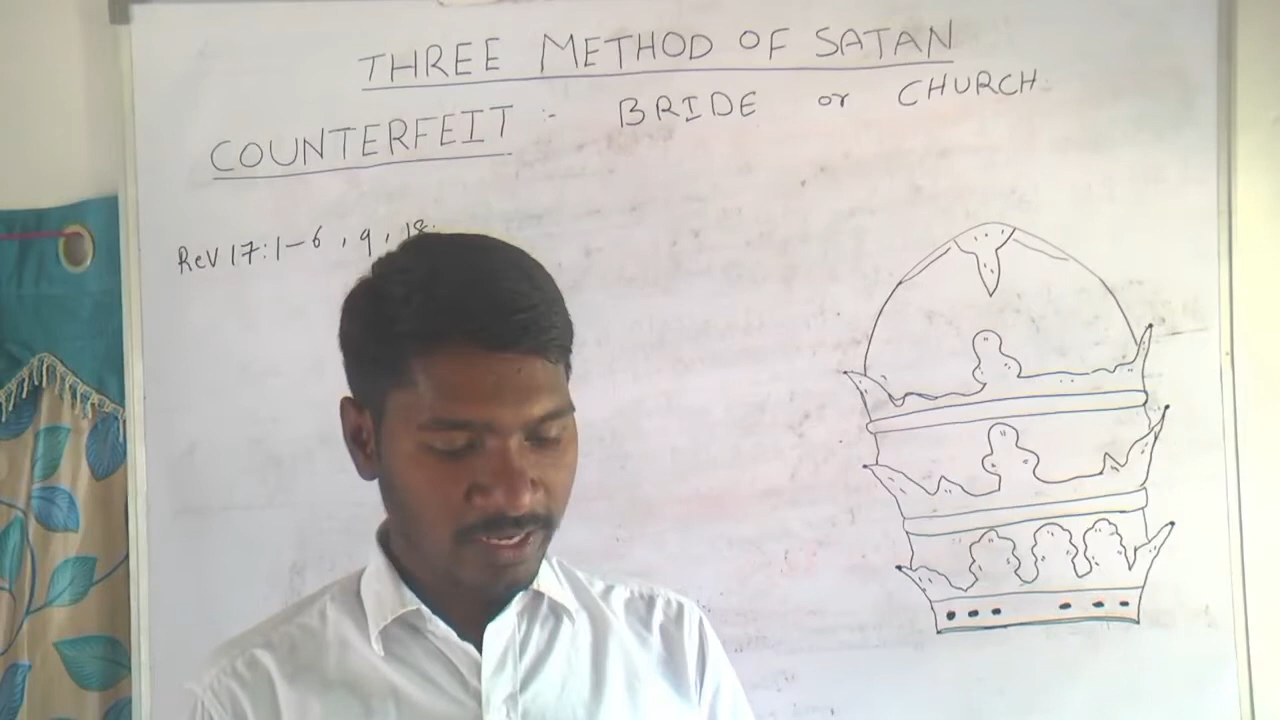 THREE METHOD OF SATAN
COUNTERFEIT :- BRIDE or CHURCH
Rev 17:1-6, 9, 18.